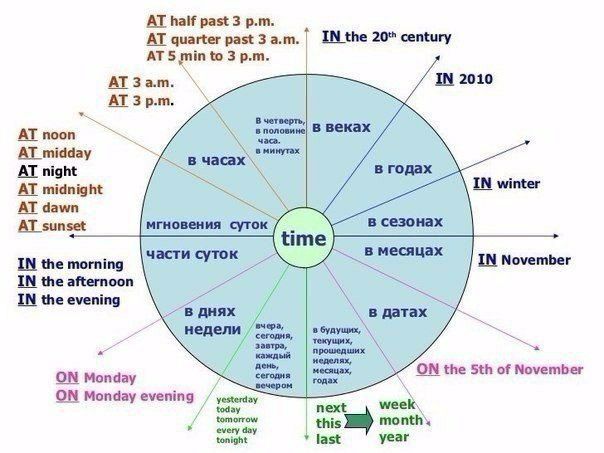 AT half past 3 p.m.
AT quarter past 3 a.m.
AT 5 min to 3 p.m.
IN the 20th century
IN 2010
AT 3 a.m.
AT 3 p.m.
В четверть,
в половине
часа.
в минутах
в веках
AT noon
AT midday
AT night
AT midnight
AT dawn
AT sunset
в часах
в годах
IN winter
мгновения суток
в сезонах
time
части суток
в месяцах
IN the morning
IN the afternoon
IN the evening
IN November
в днях
недели
вчера,
сегодня,
завтра,
каждый
день,
сегодня
вечером
в будущих,
текущих,
прошедших
неделях,
месяцах,
годах
в датах
ON Monday
ON Monday evening
ON the 5th of November
yesterday
today
tomorrow
every day
tonight
next
this
last
week
month
year